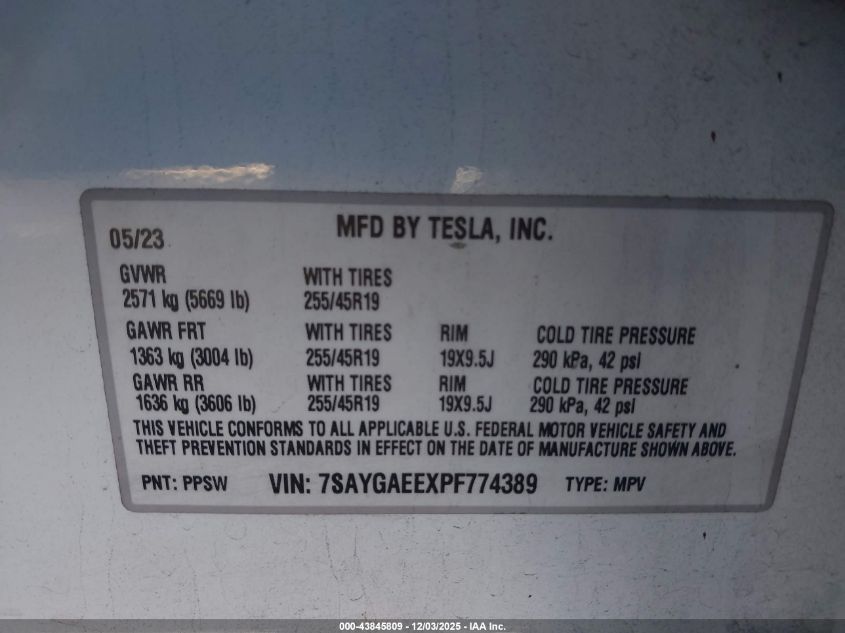 05/23
MFD BY TESLA, INC.
GVWR WITH TIRES
2571 kg (5669 lb) 255/45R19
GAWR FRT WITH TIRES RIM COLD TIRE PRESSURE
1363 kg (3004 lb) 255/45R19 19X9.5J 290 kPa, 42 psi
GAWR RR WITH TIRES RIM COLD TIRE PRESSURE
1636 kg (3606 lb) 255/45R19 19X9.5J 290 kPa, 42 psi
THIS VEHICLE CONFORMS TO ALL APPLICABLE U.S. FEDERAL MOTOR VEHICLE SAFETY AND
THEFT PREVENTION STANDARDS IN EFFECT ON THE DATE OF MANUFACTURE SHOWN ABOVE.
PNT: PPSW VIN: 7SAYGAEEXPF774389 TYPE: MPV
000-43845809 - 12/03/2025 - IAA Inc.